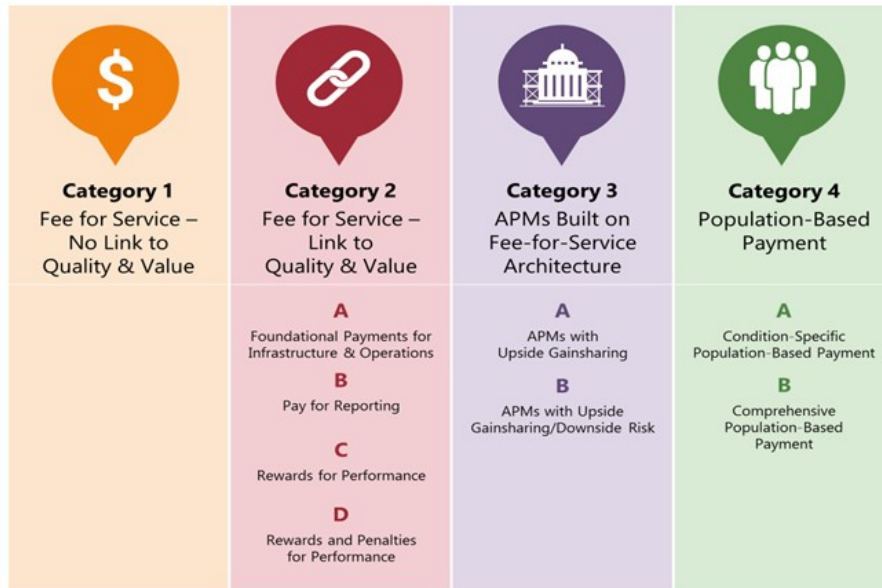 $
Category 1
Fee for Service –
No Link to
Quality & Value
Category 2
Fee for Service –
Link to
Quality & Value
A
Foundational Payments for
Infrastructure & Operations
B
Pay for Reporting
C
Rewards for Performance
D
Rewards and Penalties
for Performance
Category 3
APMs Built on
Fee-for-Service
Architecture
A
APMs with
Upside Gainsharing
B
APMs with Upside
Gainsharing/Downside Risk
Category 4
Population-Based
Payment
A
Condition-Specific
Population-Based Payment
B
Comprehensive
Population-Based
Payment